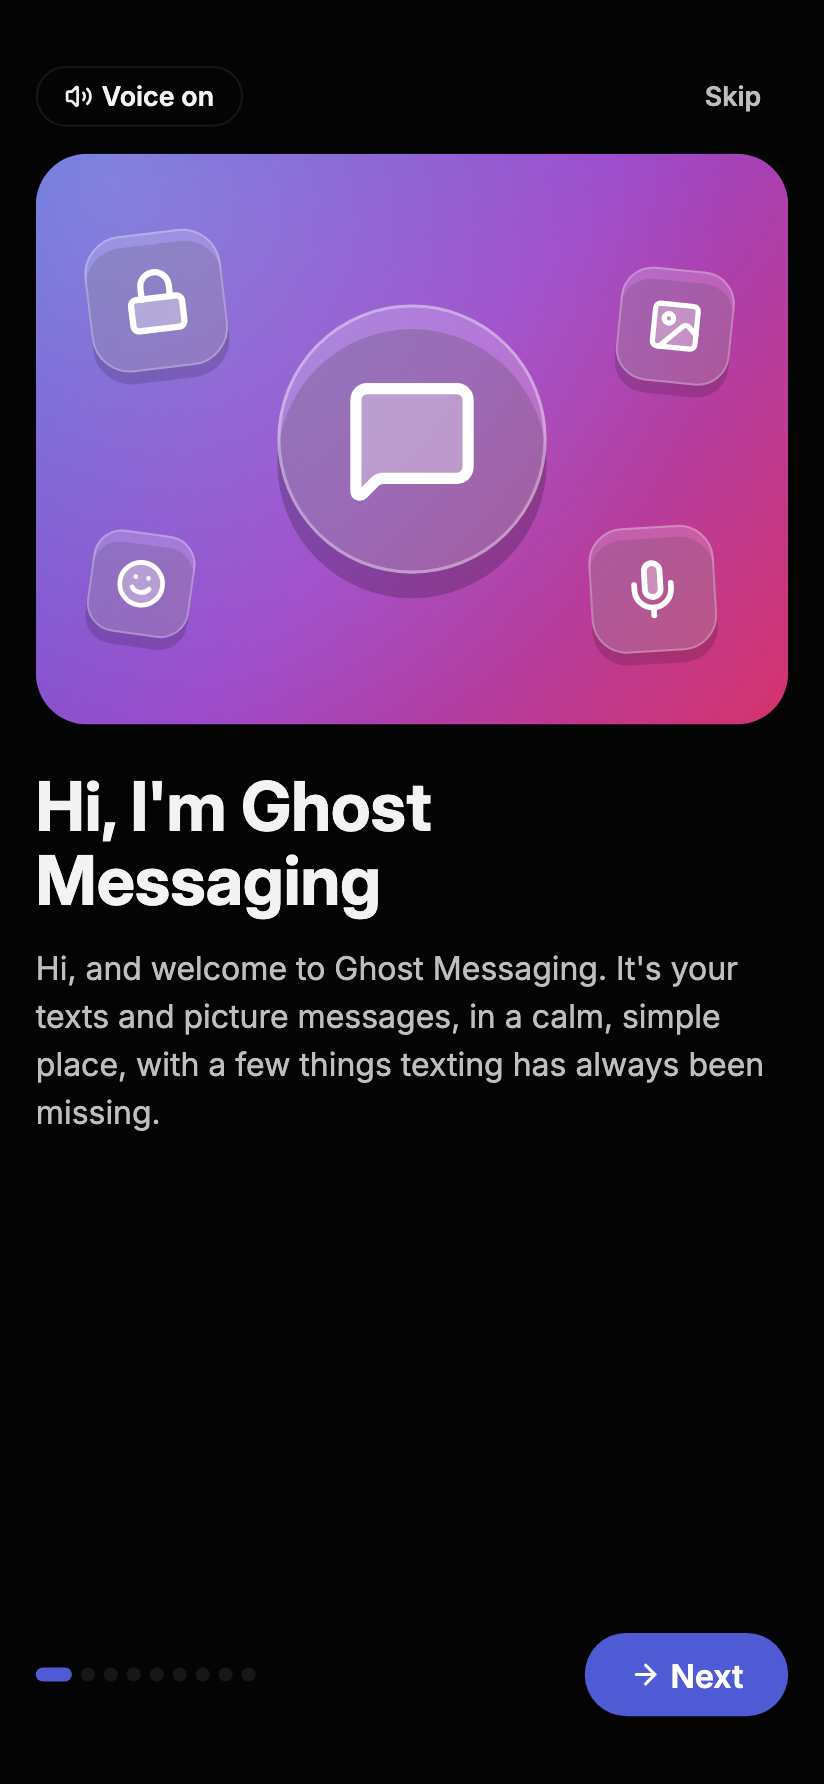 Voice on
Skip
Hi, I'm Ghost
Messaging
Hi, and welcome to Ghost Messaging. It's your
texts and picture messages, in a calm, simple
place, with a few things texting has always been
missing.
Next